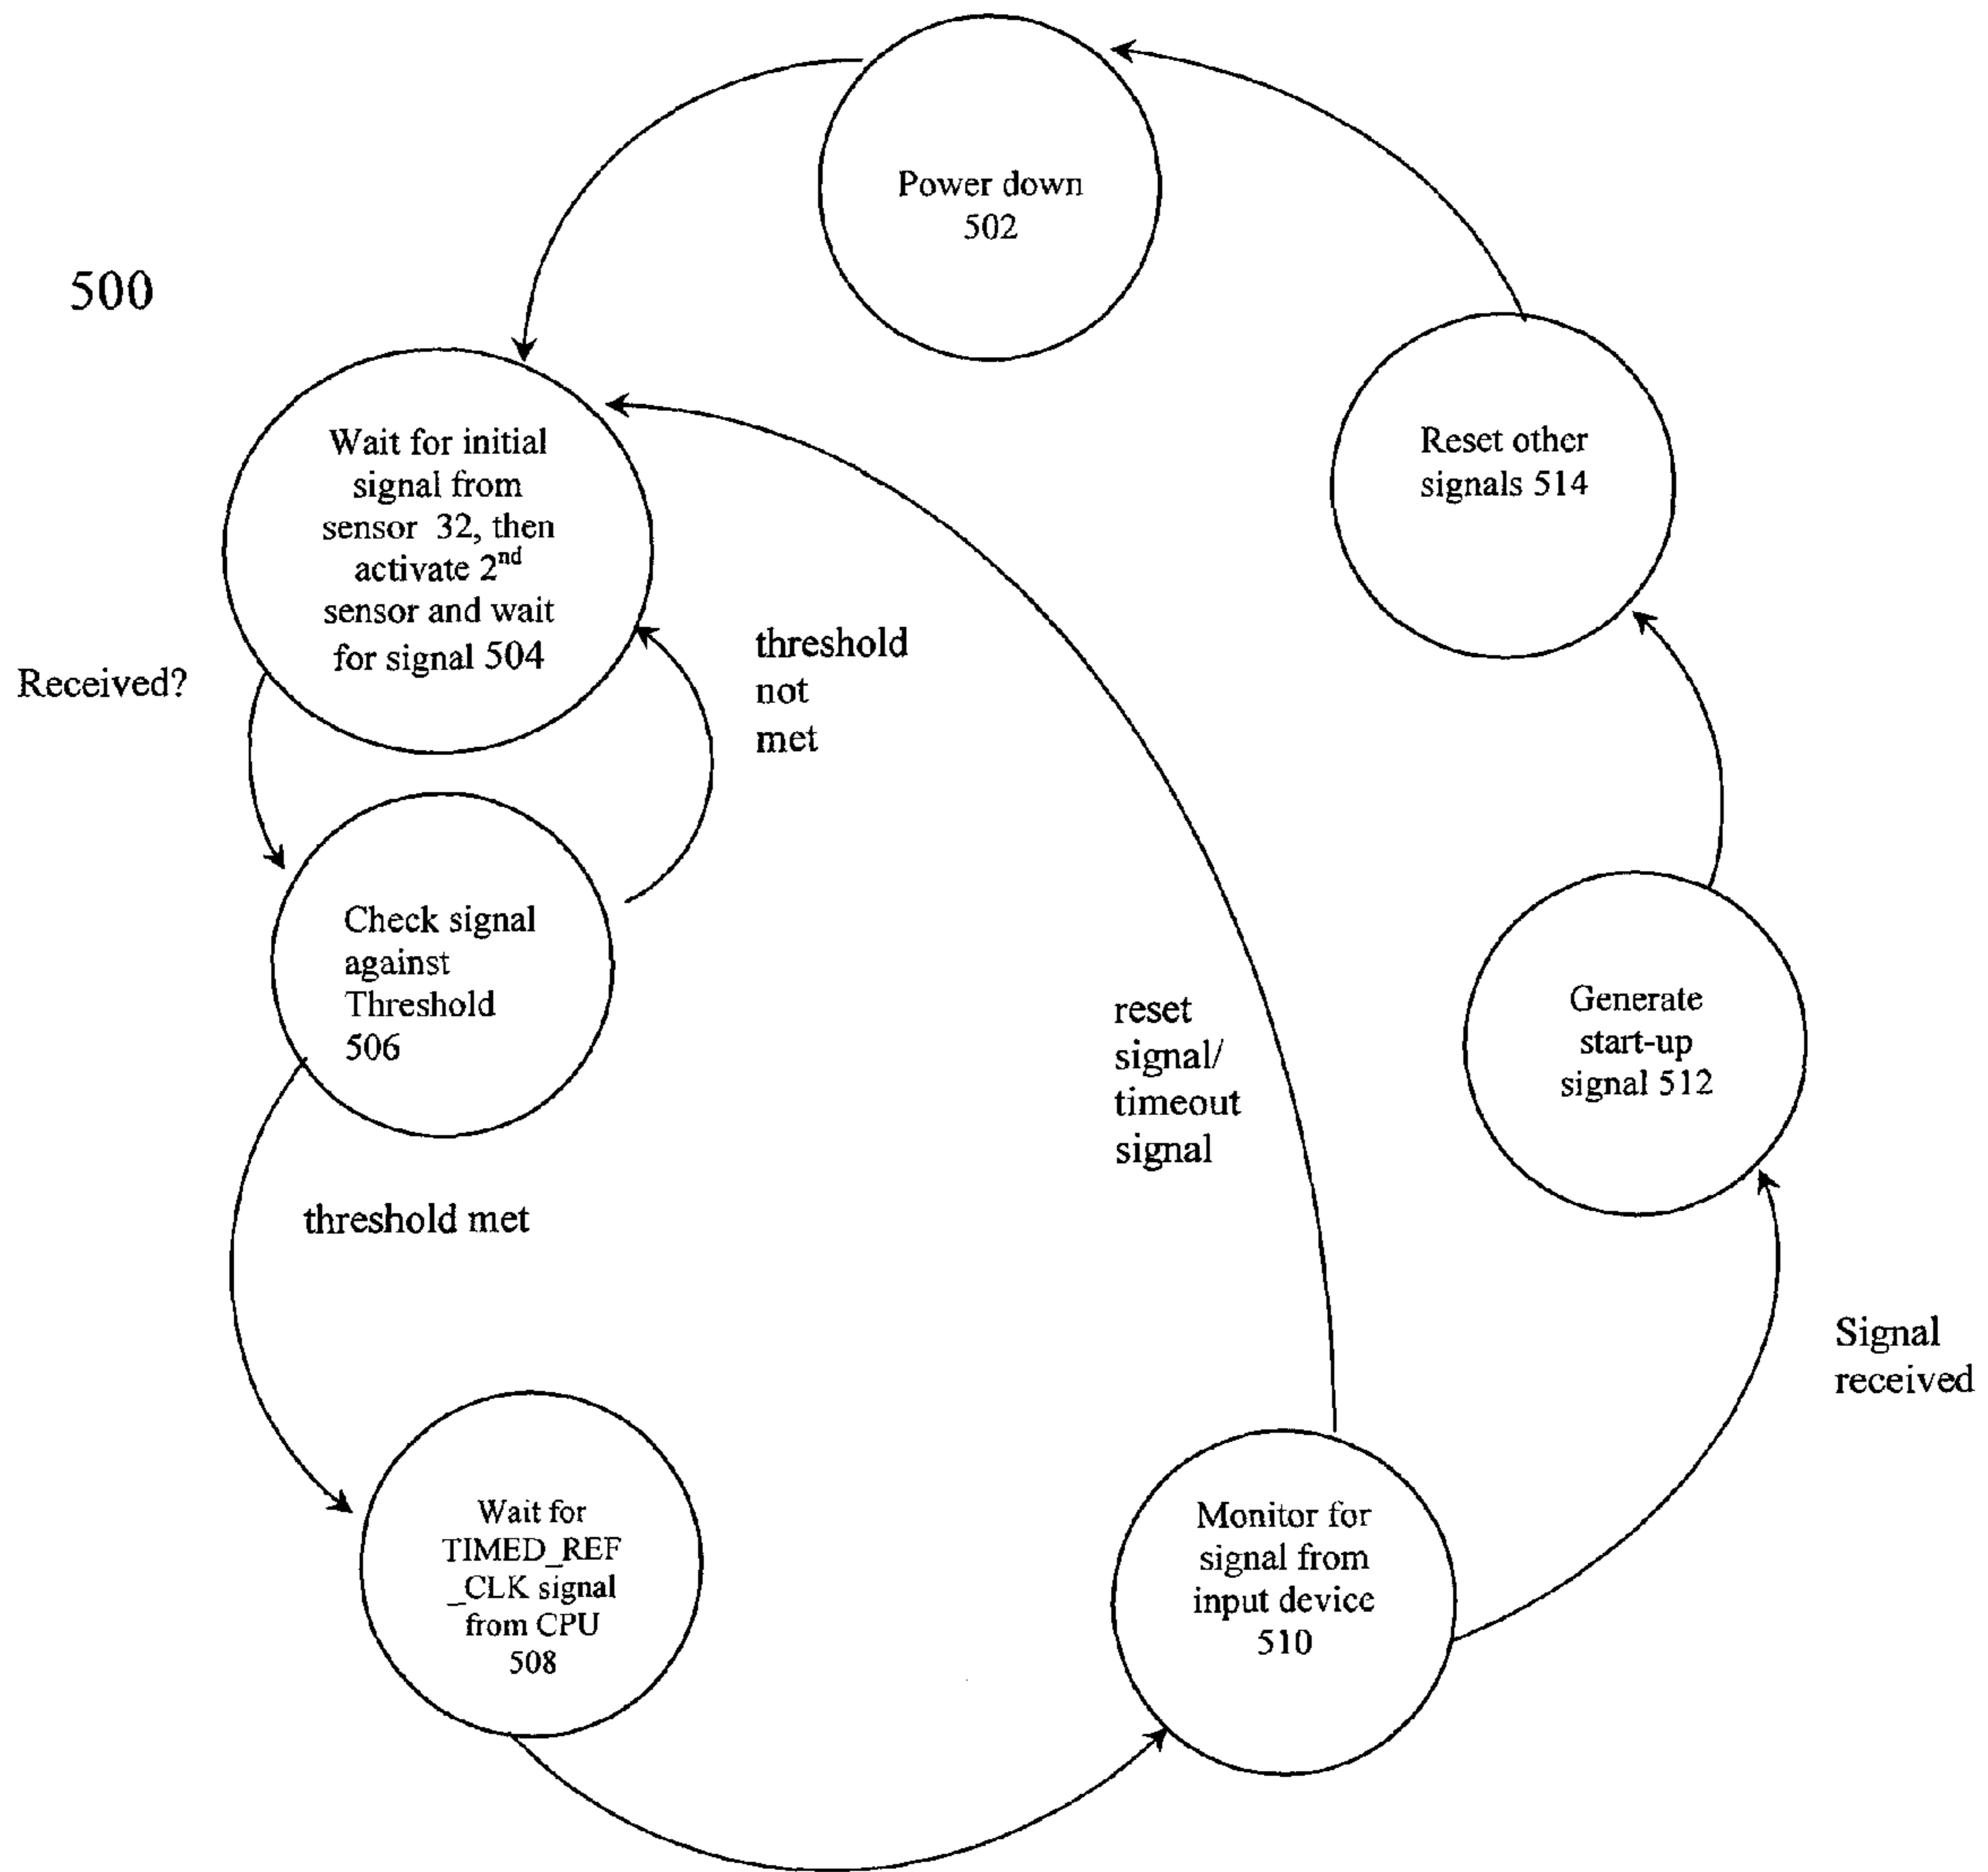 Power down
502
500
Wait for initial
signal from
sensor 32, then
activate 2nd
sensor and wait
for signal 504
Reset other
signals 514
Received?
threshold
not
met
Check signal
against
Threshold
506
reset
signal/
timeout
signal
Generate
start-up
signal 512
threshold met
Signal
received
Wait for
TIMED_REF
_CLK signal
from CPU
508
Monitor for
signal from
input device
510